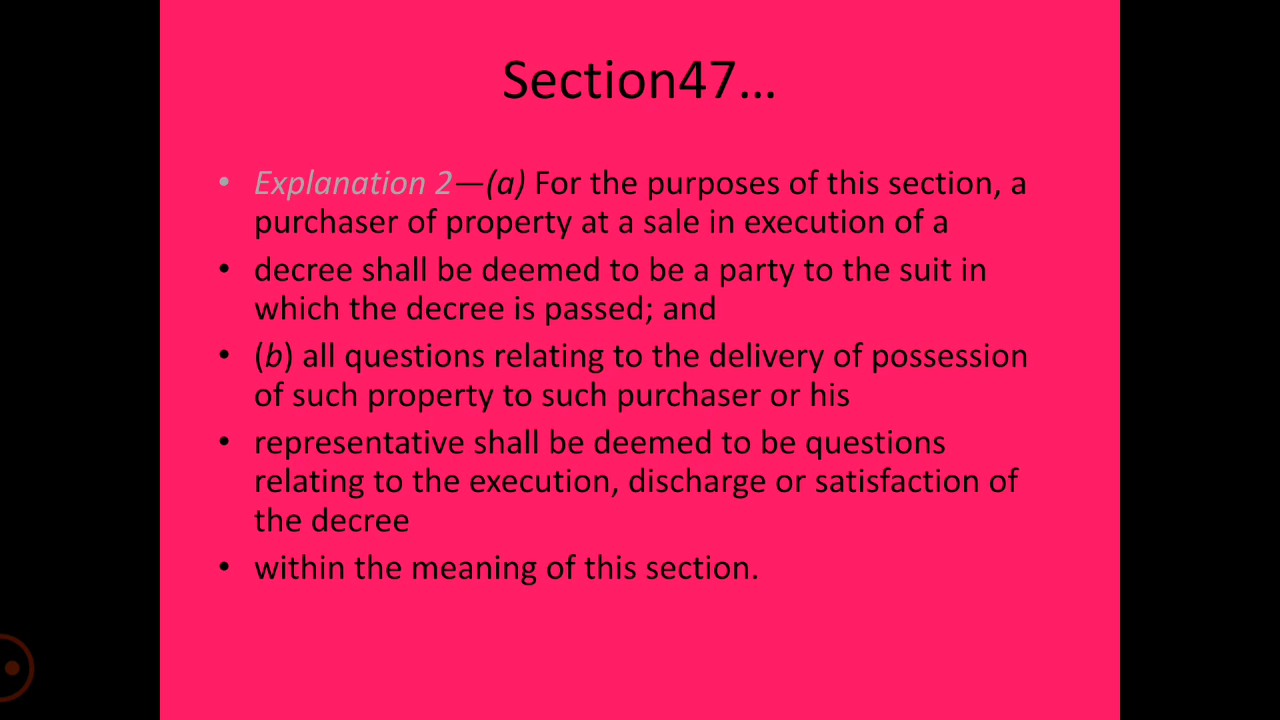 Section47…
• Explanation 2—(a) For the purposes of this section, a
purchaser of property at a sale in execution of a
• decree shall be deemed to be a party to the suit in
which the decree is passed; and
• (b) all questions relating to the delivery of possession
of such property to such purchaser or his
• representative shall be deemed to be questions
relating to the execution, discharge or satisfaction of
the decree
• within the meaning of this section.